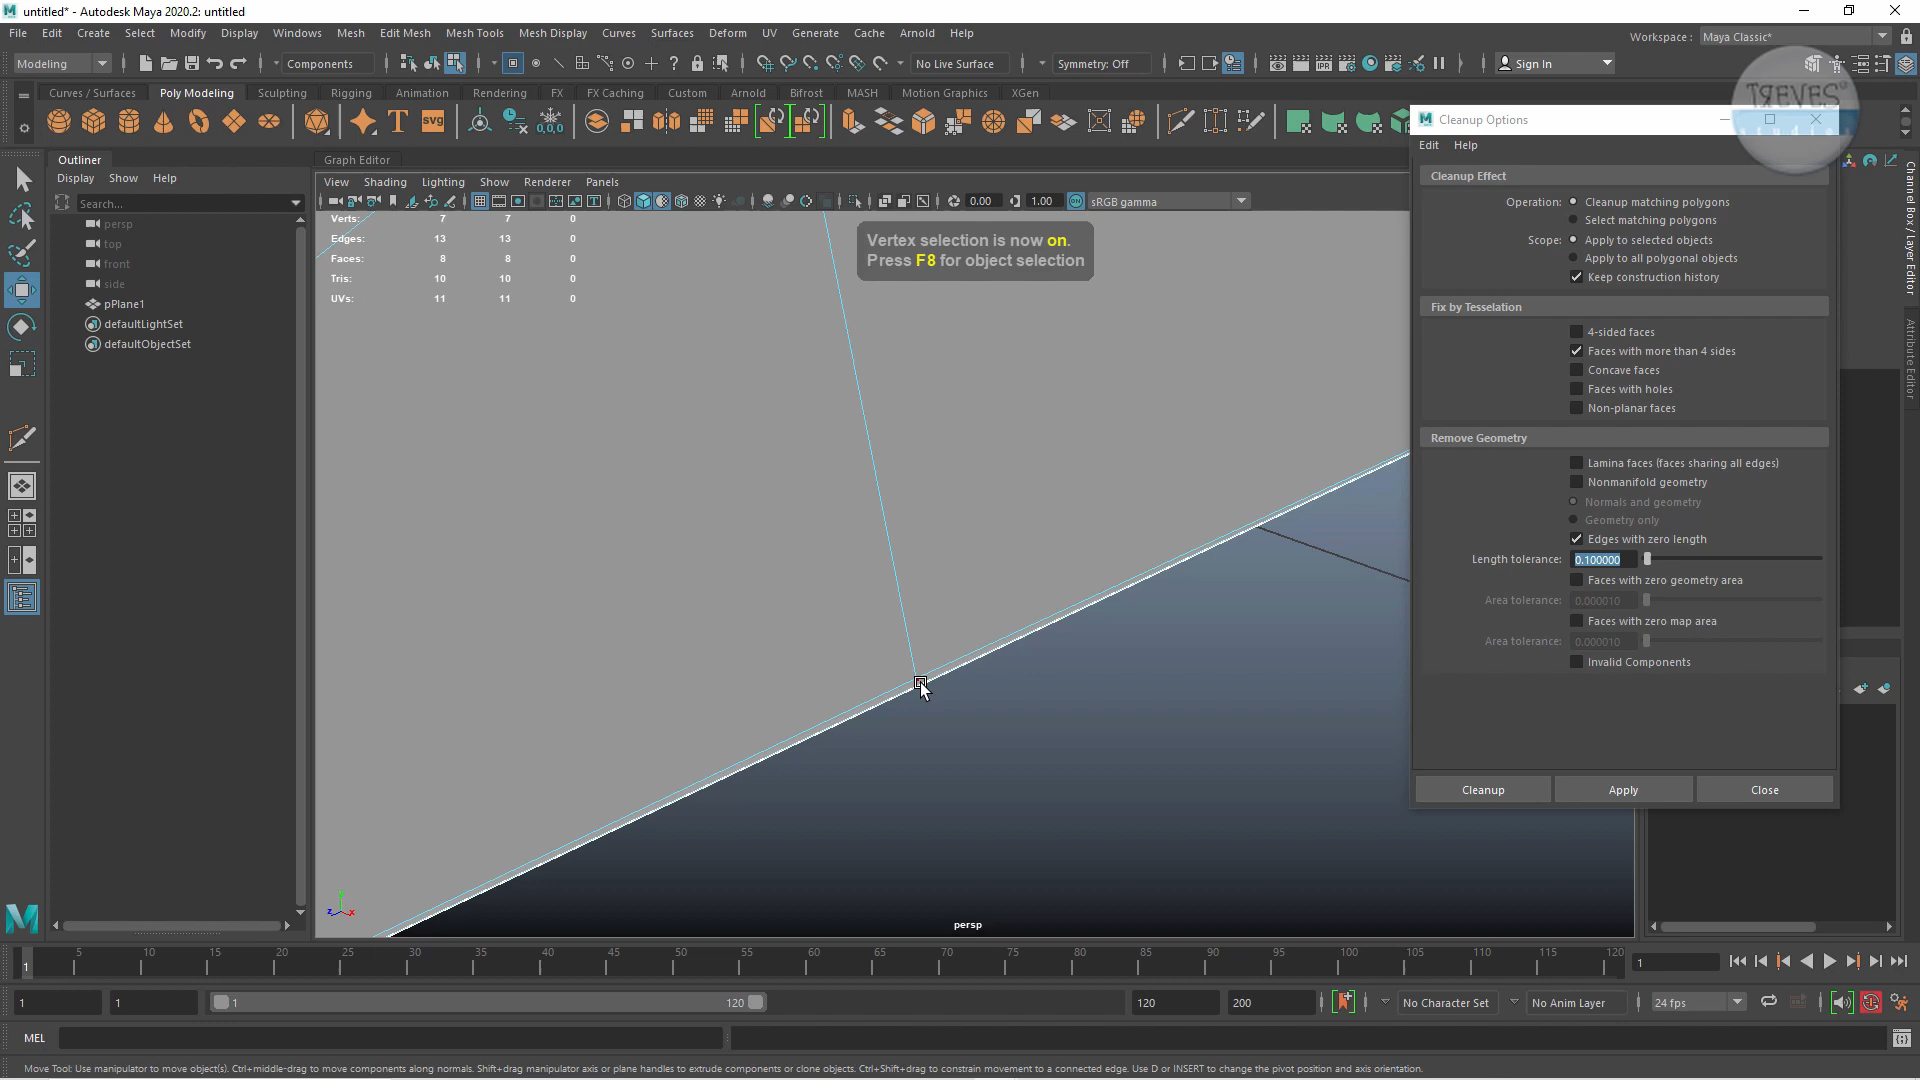 untitled* - Autodesk Maya 2020.2: untitled
File Edit Create Select Modify Display Windows Mesh Edit Mesh Mesh Tools Mesh Display Curves Surfaces Deform UV Generate Cache Arnold Help
Workspace : Maya Classic*
Modeling Components No Live Surface Symmetry: Off Sign In
Curves / Surfaces Poly Modeling Sculpting Rigging Animation Rendering FX FX Caching Custom Arnold Bifrost MASH Motion Graphics XGen
Outliner
Display Show Help
Search...
persp
top
front
side
pPlane1
defaultLightSet
defaultObjectSet
Graph Editor
View Shading Lighting Show Renderer Panels
0.00 1.00 sRGB gamma
Verts: 7 7 0
Edges: 13 13 0
Faces: 8 8 0
Tris: 10 10 0
UVs: 11 11 0
Vertex selection is now on.
Press F8 for object selection
persp
Cleanup Options
Edit Help
Cleanup Effect
Operation: Cleanup matching polygons
Select matching polygons
Scope: Apply to selected objects
Apply to all polygonal objects
Keep construction history
Fix by Tesselation
4-sided faces
Faces with more than 4 sides
Concave faces
Faces with holes
Non-planar faces
Remove Geometry
Lamina faces (faces sharing all edges)
Nonmanifold geometry
Normals and geometry
Geometry only
Edges with zero length
Length tolerance: 0.100000
Faces with zero geometry area
Area tolerance: 0.000010
Faces with zero map area
Area tolerance: 0.000010
Invalid Components
Cleanup Apply Close
Channel Box / Layer Editor
Attribute Editor
5 10 15 20 25 30 35 40 45 50 55 60 65 70 75 80 85 90 95 100 105 110 115 120
1 1
1 1 1 120 120 200 No Character Set No Anim Layer 24 fps
MEL
Move Tool: Use manipulator to move object(s). Ctrl+middle-drag to move components along normals. Shift+drag manipulator axis or plane handles to extrude components or clone objects. Ctrl+Shift+drag to constrain movement to a connected edge. Use D or INSERT to change the pivot position and axis orientation.